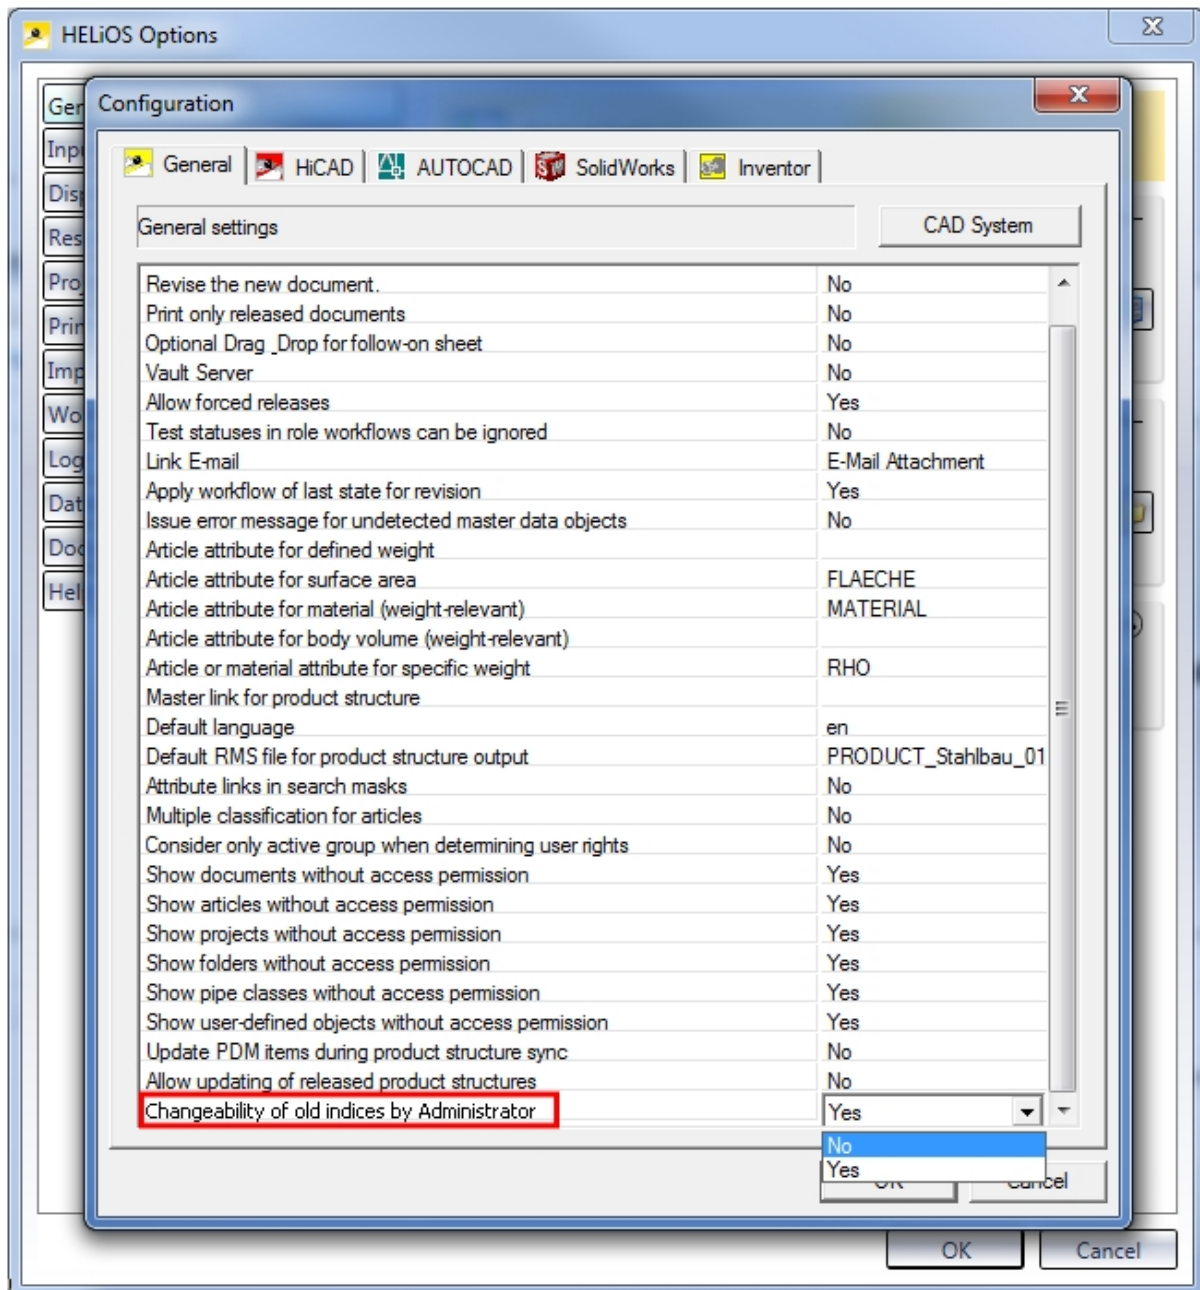 HELiOS Options
Configuration
General HiCAD AUTOCAD SolidWorks Inventor
General settings CAD System
Revise the new document. No
Print only released documents No
Optional Drag _Drop for follow-on sheet No
Vault Server No
Allow forced releases Yes
Test statuses in role workflows can be ignored No
Link E-mail E-Mail Attachment
Apply workflow of last state for revision Yes
Issue error message for undetected master data objects No
Article attribute for defined weight
Article attribute for surface area FLAECHE
Article attribute for material (weight-relevant) MATERIAL
Article attribute for body volume (weight-relevant)
Article or material attribute for specific weight RHO
Master link for product structure
Default language en
Default RMS file for product structure output PRODUCT_Stahlbau_01
Attribute links in search masks No
Multiple classification for articles No
Consider only active group when determining user rights No
Show documents without access permission Yes
Show articles without access permission Yes
Show projects without access permission Yes
Show folders without access permission Yes
Show pipe classes without access permission Yes
Show user-defined objects without access permission Yes
Update PDM items during product structure sync No
Allow updating of released product structures No
Changeability of old indices by Administrator Yes
No
Yes
OK Cancel
OK Cancel